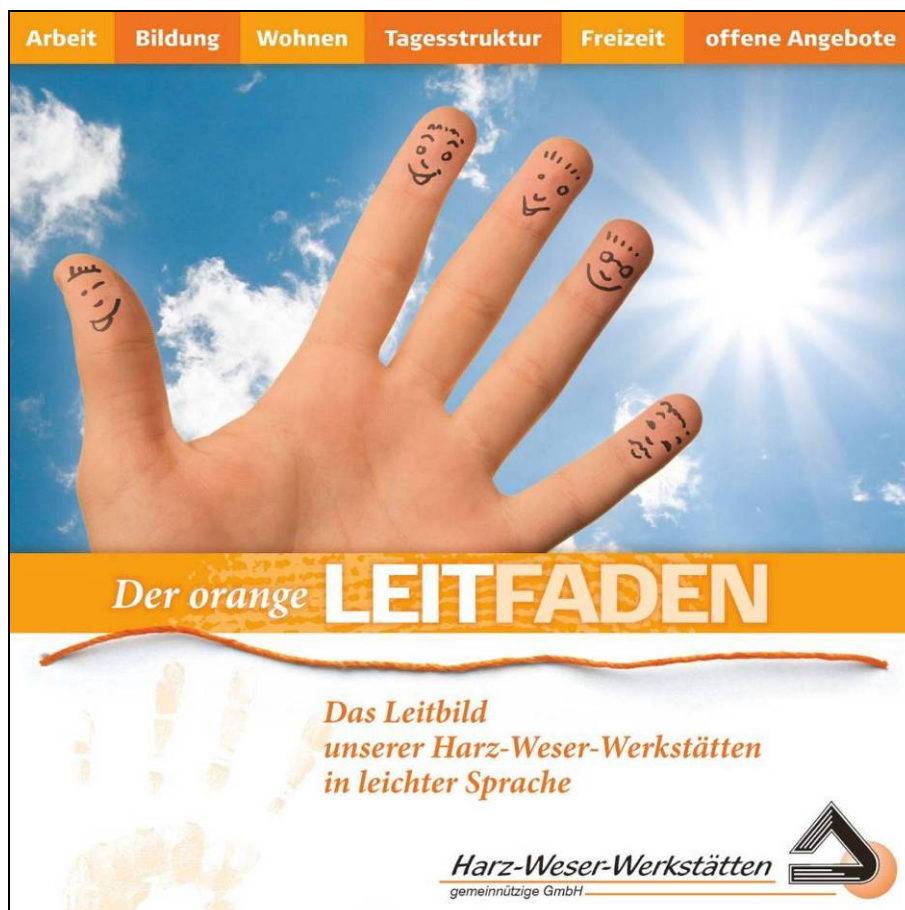 Arbeit Bildung Wohnen Tagesstruktur Freizeit offene Angebote
Der orange LEITFADEN
Das Leitbild
unserer Harz-Weser-Werkstätten
in leichter Sprache
Harz-Weser-Werkstätten
gemeinnützige GmbH